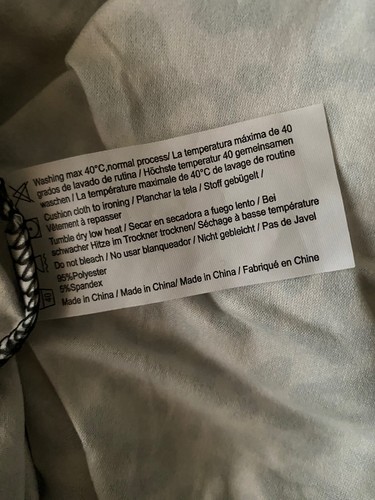 Washing max 40°C,normal process/ La temperatura máxima de 40
grados de lavado de rutina / Höchste temperatur 40 gemeinsamen
waschen / La température maximale de 40°C de lavage de routine
Cushion cloth to ironing / Planchar la tela / Stoff gebügelt /
Vêtement à repasser
Tumble dry low heat / Secar en secadora a fuego lento / Bei
schwacher Hitze im Trockner trocknen/ Séchage à basse température
Do not bleach / No usar blanqueador / Nicht gebleicht / Pas de Javel
95%Polyester
5%Spandex
Made in China / Made in China/ Made in China / Fabriqué en Chine
40